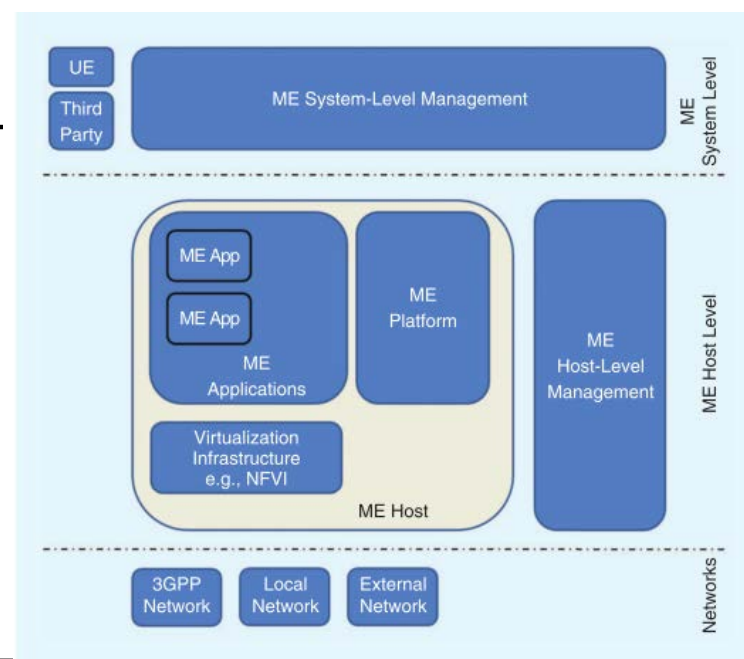 UE
Third
Party
ME System-Level Management
ME
System Level
ME App
ME App
ME
Applications
ME
Platform
Virtualization
Infrastructure
e.g., NFVI
ME Host
ME
Host-Level
Management
ME Host Level
3GPP
Network
Local
Network
External
Network
Networks